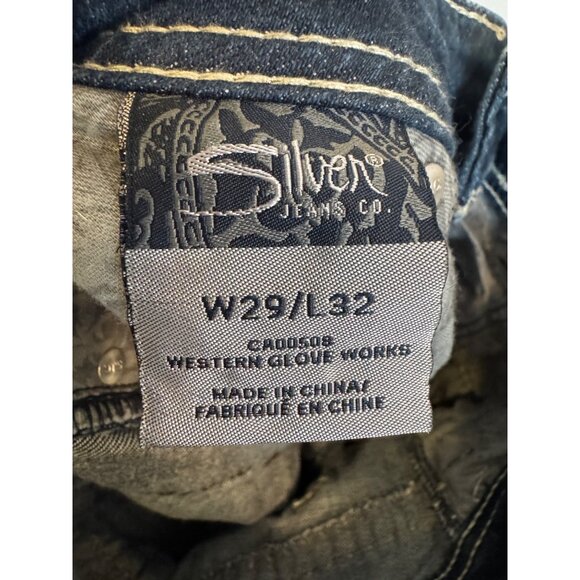 Silver®
JEANS CO.
W29/L32
CA00508
WESTERN GLOVE WORKS
MADE IN CHINA/
FABRIQUÉ EN CHINE